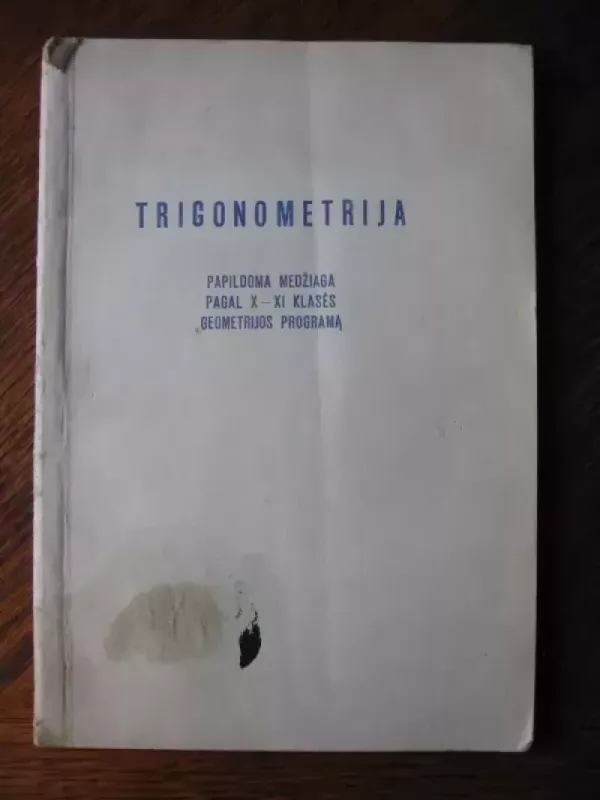 TRIGONOMETRIJA
PAPILDOMA MEDŽIAGA
PAGAL X – XI KLASĖS
GEOMETRIJOS PROGRAMĄ